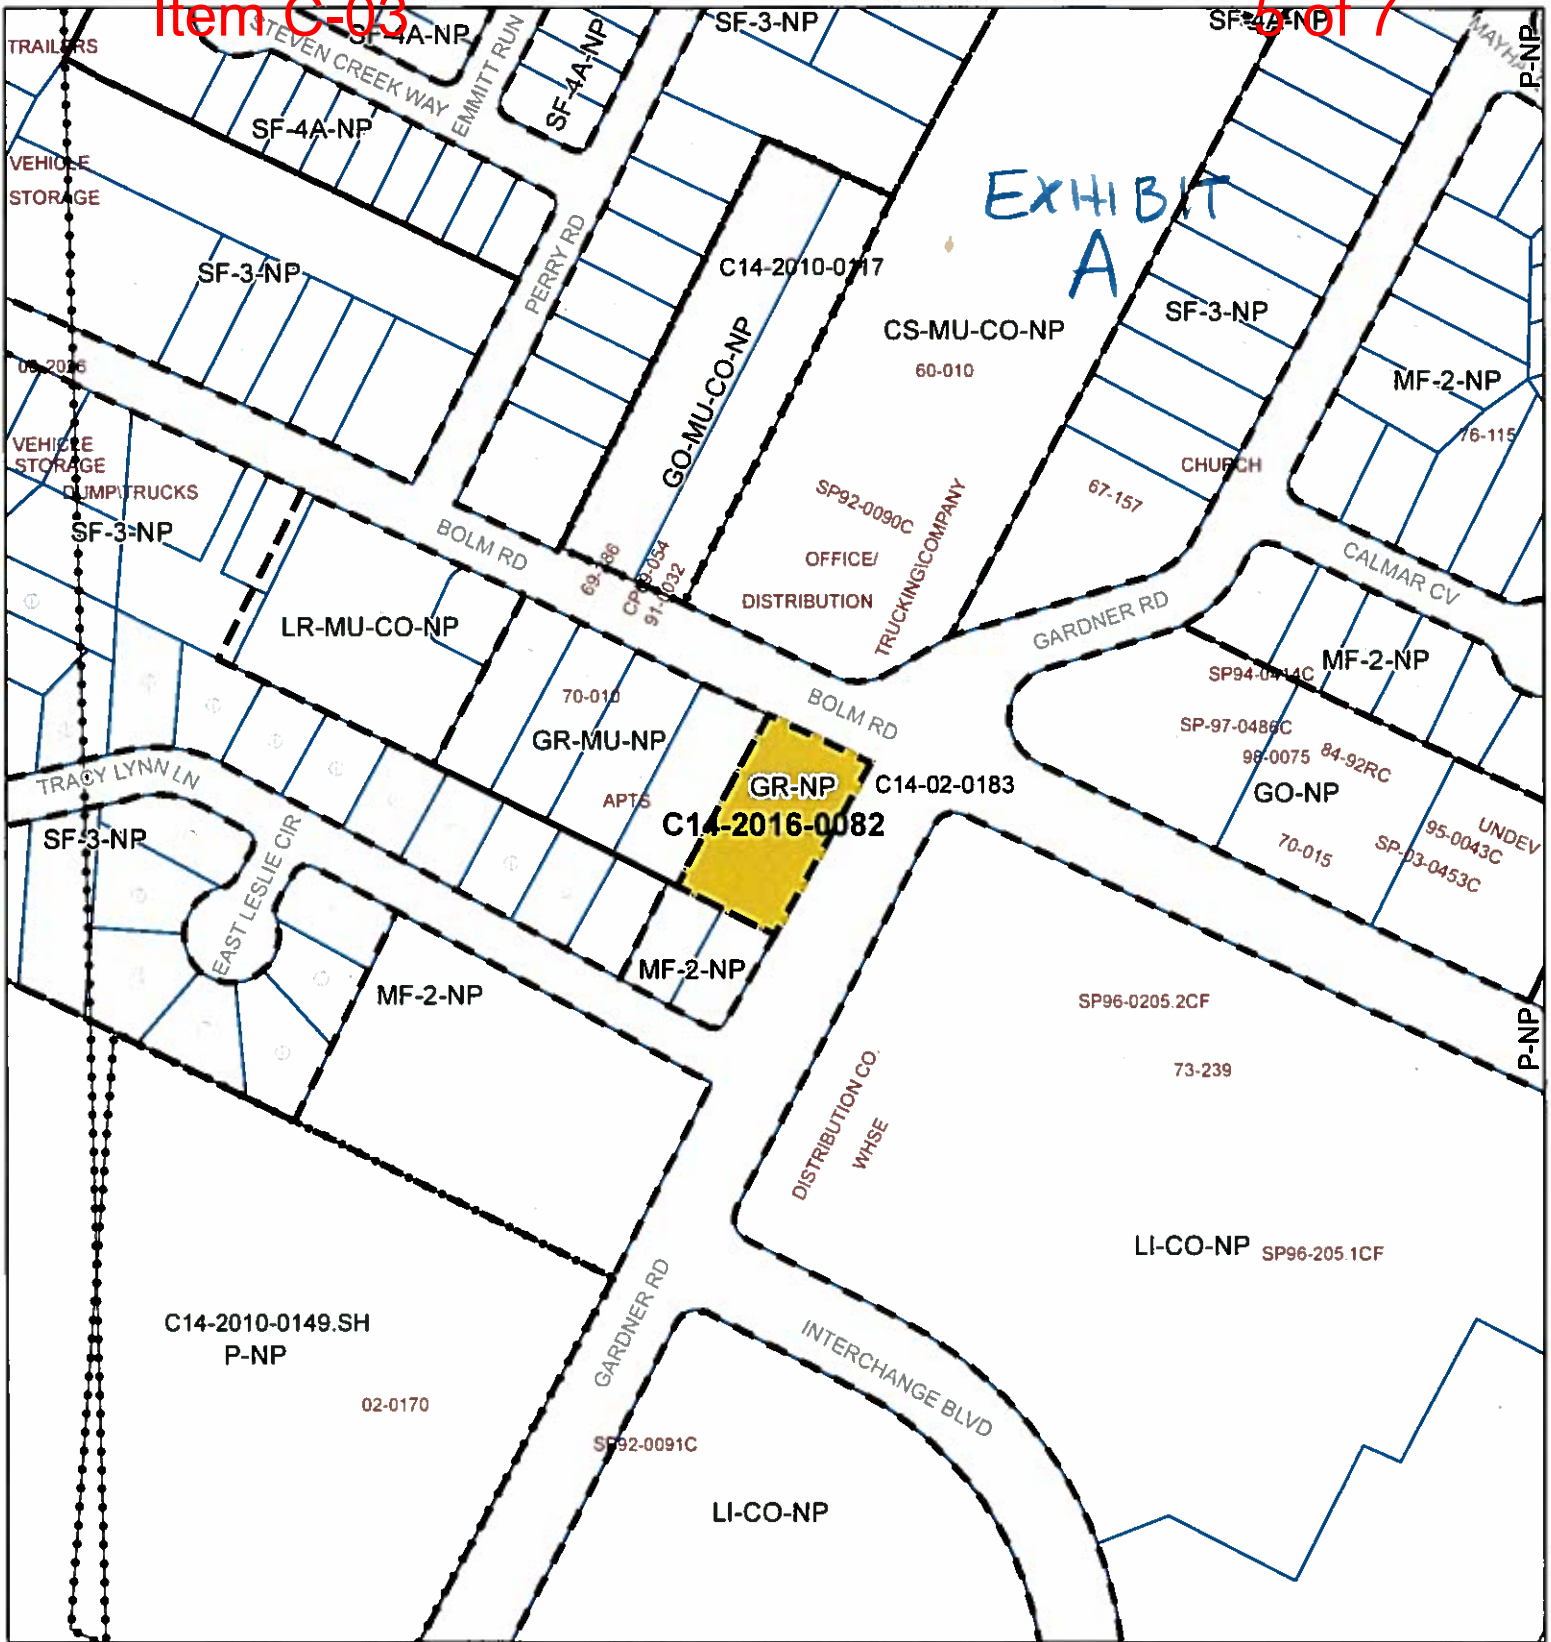 Item C-03
5 of 7
TRAILERS
STEVEN CREEK WAY
SF-4A-NP
EMMITT RUN
SF-4A-NP
SF-3-NP
SF-4A-NP
P-NP
SF-4A-NP
VEHICLE
STORAGE
EXHIBIT
A
SF-3-NP
PERRY RD
C14-2010-0117
GO-MU-CO-NP
CS-MU-CO-NP
60-010
SF-3-NP
MF-2-NP
76-115
VEHICLE
STORAGE
DUMP\TRUCKS
SF-3-NP
BOLM RD
CHURCH
67-157
SP92-0090C
OFFICE/
DISTRIBUTION
TRUCKING\COMPANY
91-0032
CALMAR CV
GARDNER RD
LR-MU-CO-NP
MF-2-NP
SP94-0414C
70-010
GR-MU-NP
APTS
BOLM RD
SP-97-0486C
98-0075
84-92RC
GO-NP
GR-NP
C14-02-0183
C14-2016-0082
TRACY LYNN LN
SF-3-NP
EAST LESLIE CIR
70-015
95-0043C
UNDEV
SP-03-0453C
MF-2-NP
MF-2-NP
SP96-0205.2CF
73-239
P-NP
DISTRIBUTION CO.
WHSE
LI-CO-NP
SP96-205.1CF
C14-2010-0149.SH
P-NP
02-0170
GARDNER RD
INTERCHANGE BLVD
SP92-0091C
LI-CO-NP